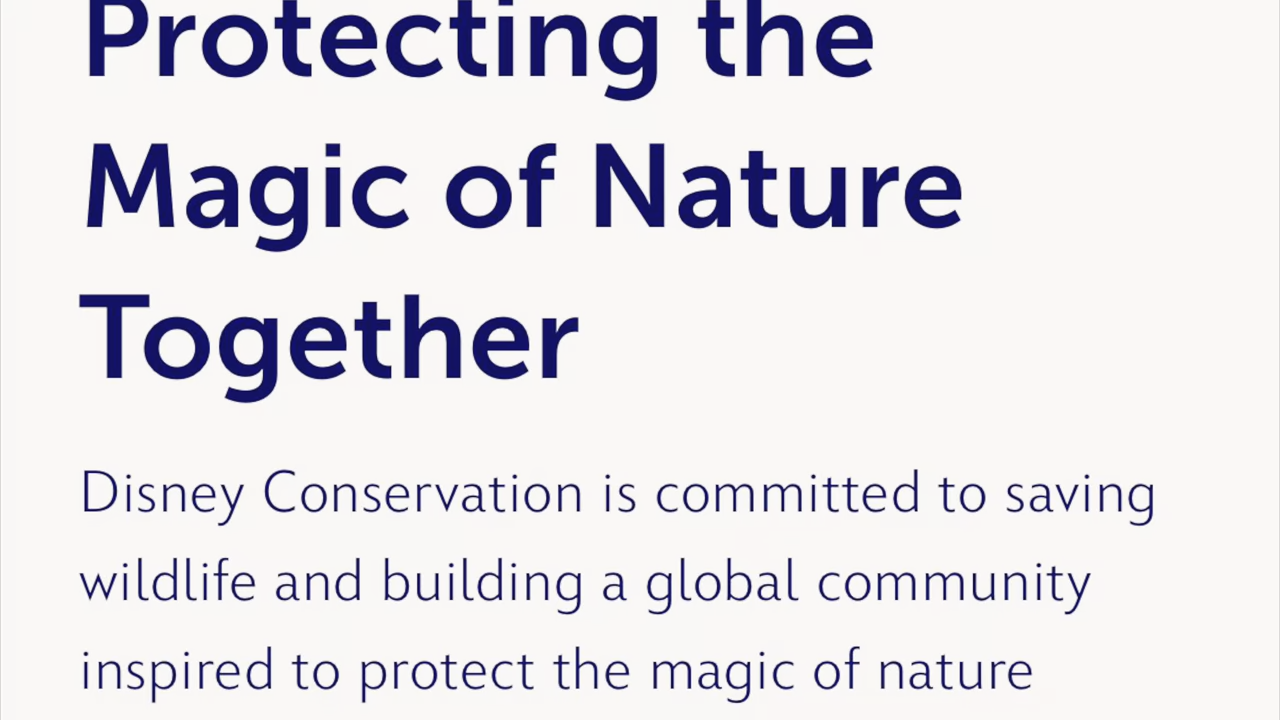 Protecting the
Magic of Nature
Together
Disney Conservation is committed to saving
wildlife and building a global community
inspired to protect the magic of nature